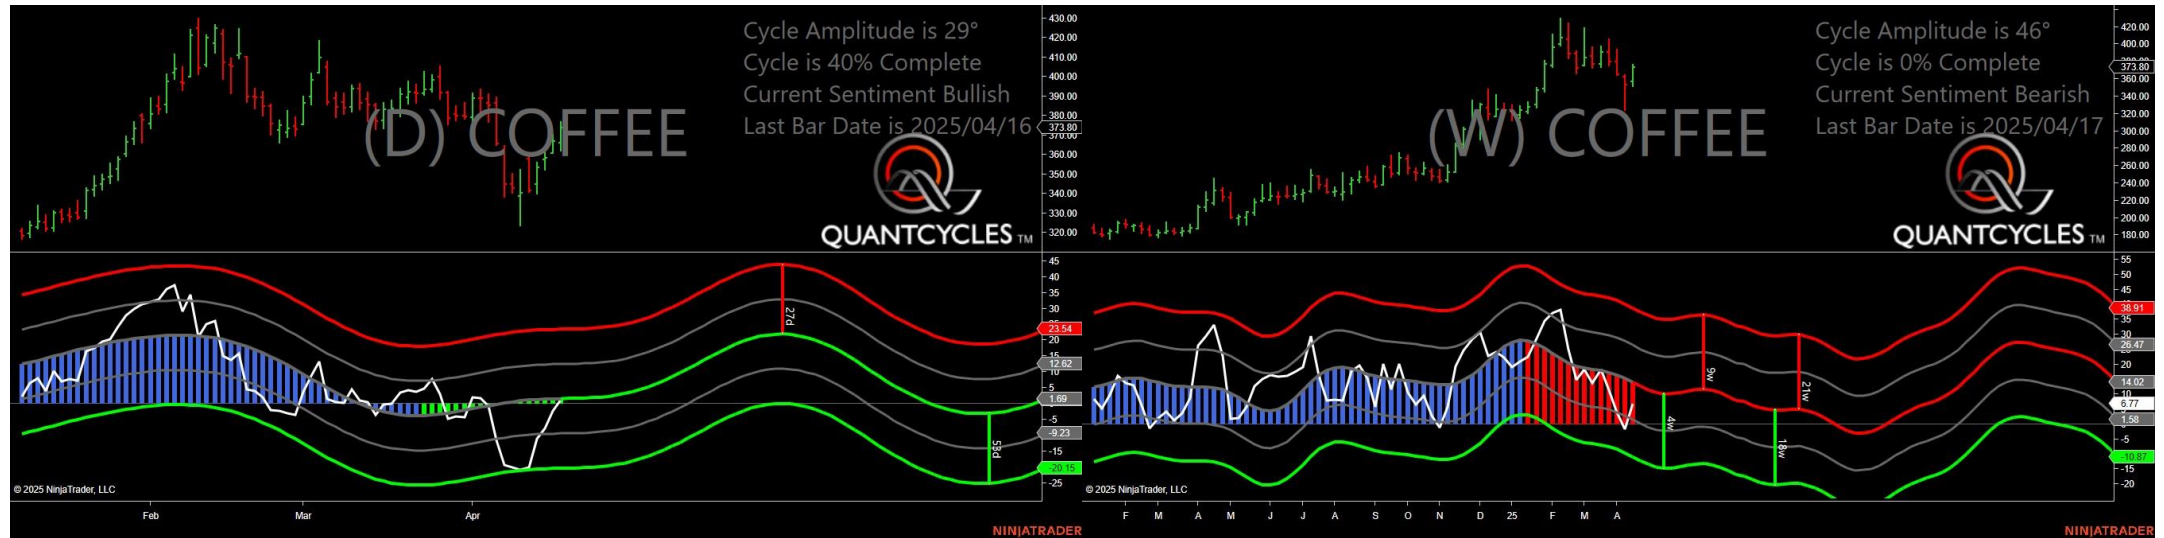 Cycle Amplitude is 29°
Cycle is 40% Complete
Current Sentiment Bullish
Last Bar Date is 2025/04/16
(D) COFFEE
QUANTCYCLES TM
430.00
420.00
410.00
400.00
390.00
380.00
373.80
370.00
360.00
350.00
340.00
330.00
320.00
45
40
35
30
23.54
20
15
12.62
10
5
1.69
-5
-9.23
-15
-20.15
-25
27d
53d
© 2025 NinjaTrader, LLC
Feb
Mar
Apr
NINJATRADER
Cycle Amplitude is 46°
Cycle is 0% Complete
Current Sentiment Bearish
Last Bar Date is 2025/04/17
(W) COFFEE
QUANTCYCLES TM
420.00
400.00
373.80
360.00
340.00
320.00
300.00
280.00
260.00
240.00
220.00
200.00
180.00
55
50
45
38.91
35
30
26.47
20
14.02
10
6.77
1.58
-5
-10.87
-15
-20
4w
9w
18w
21w
© 2025 NinjaTrader, LLC
F M A M J J A S O N D 25 F M A
NINJATRADER